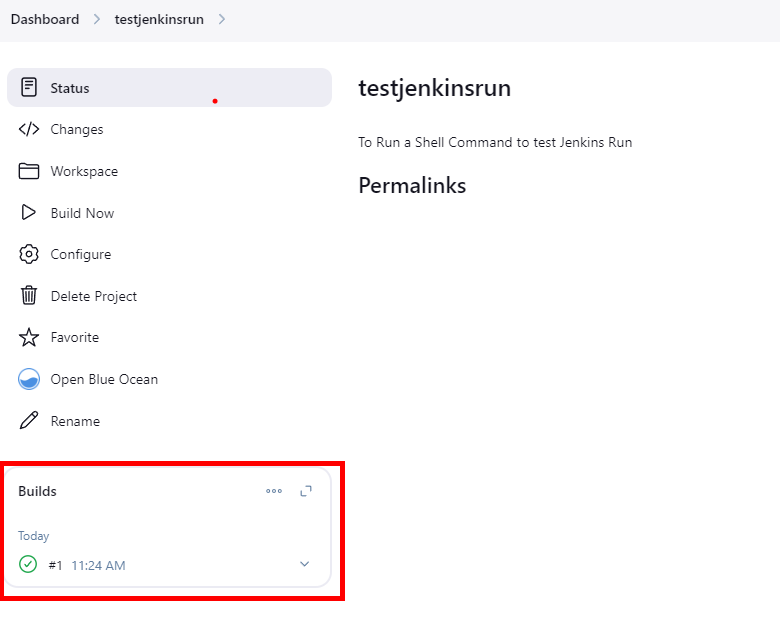 Dashboard testjenkinsrun
Status
Changes
Workspace
Build Now
Configure
Delete Project
Favorite
Open Blue Ocean
Rename
Builds
Today
#1 11:24 AM
testjenkinsrun
To Run a Shell Command to test Jenkins Run
Permalinks